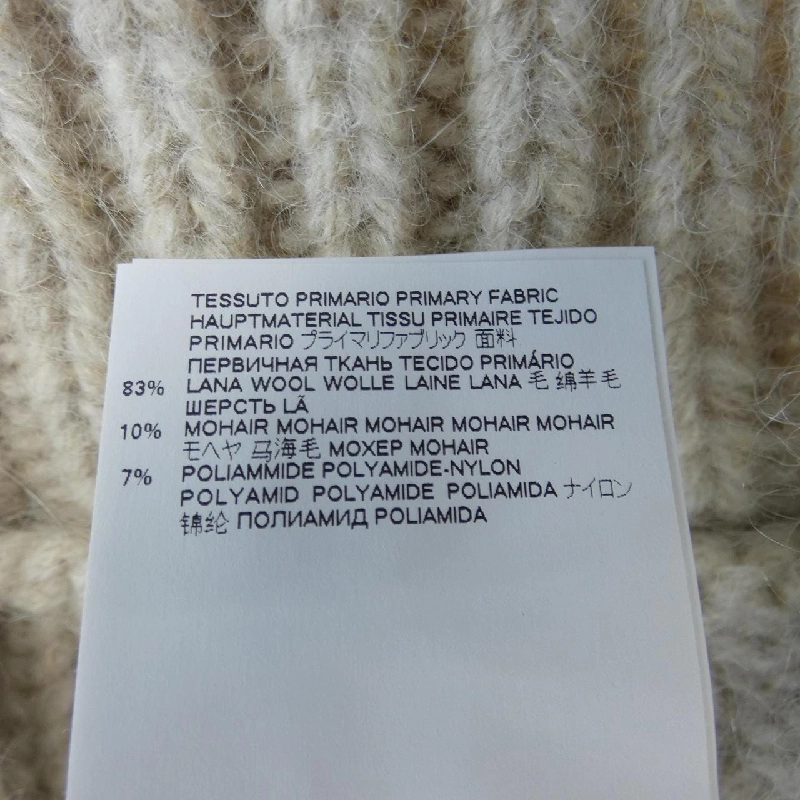 TESSUTO PRIMARIO PRIMARY FABRIC
HAUPTMATERIAL TISSU PRIMAIRE TEJIDO
PRIMARIO プライマリファブリック 面料
ПЕРВИЧНАЯ ТКАНЬ TECIDO PRIMÁRIO
83% LANA WOOL WOLLE LAINE LANA 毛 绵羊毛
ШЕРСТЬ LÃ
10% MOHAIR MOHAIR MOHAIR MOHAIR MOHAIR
モヘヤ 马海毛 МОХЕР MOHAIR
7% POLIAMMIDE POLYAMIDE-NYLON
POLYAMID POLYAMIDE POLIAMIDA ナイロン
锦纶 ПОЛИАМИД POLIAMIDA